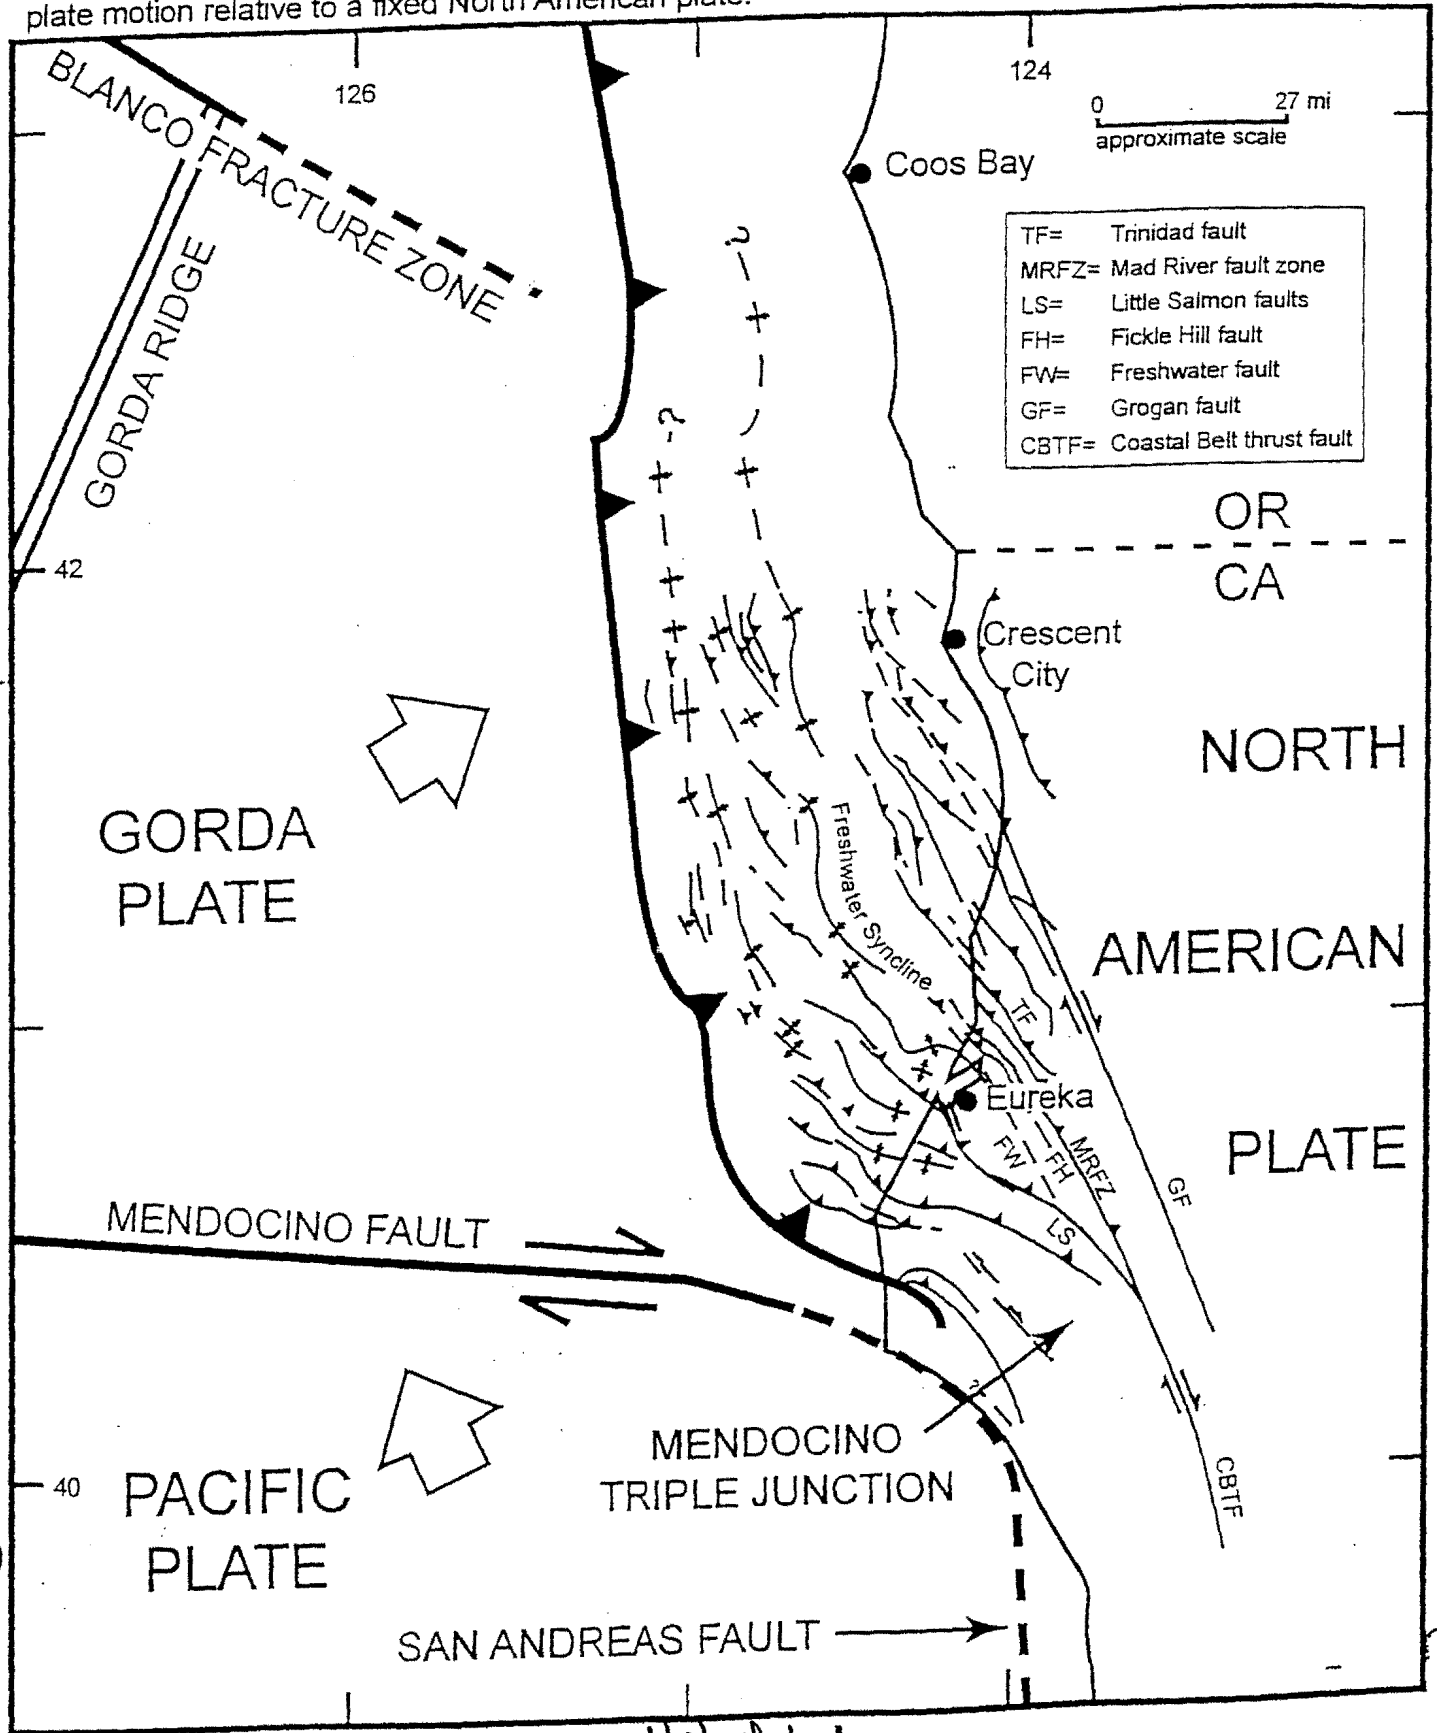 plate motion relative to a fixed North American plate.
126
124
0 27 mi
approximate scale
BLANCO FRACTURE ZONE
Coos Bay
TF= Trinidad fault
MRFZ= Mad River fault zone
LS= Little Salmon faults
FH= Fickle Hill fault
FW= Freshwater fault
GF= Grogan fault
CBTF= Coastal Belt thrust fault
GORDA RIDGE
?
?
OR
CA
42
Crescent
City
NORTH
AMERICAN
PLATE
GORDA
PLATE
Freshwater Syncline
TF
Eureka
FW
FH
MRFZ
GF
LS
MENDOCINO FAULT
?
MENDOCINO
TRIPLE JUNCTION
40
PACIFIC
PLATE
CBTF
SAN ANDREAS FAULT